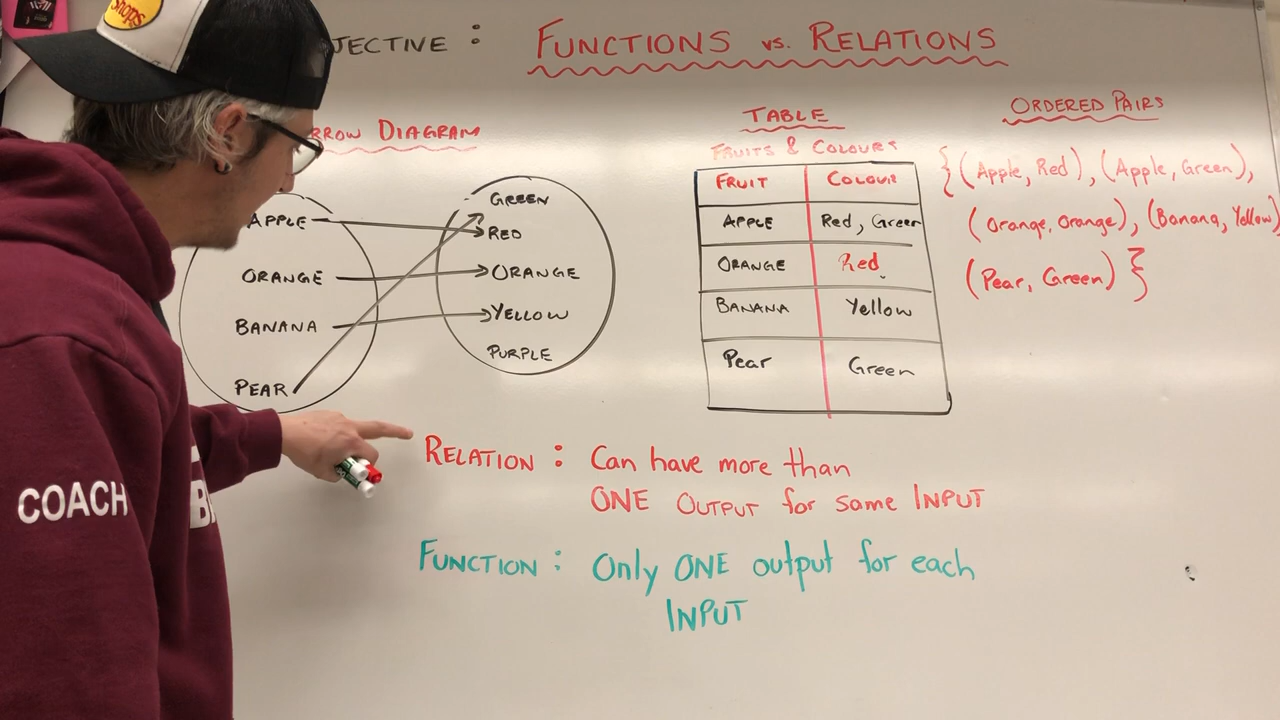 JECTIVE : FUNCTIONS vs. RELATIONS
RROW DIAGRAM
APPLE
ORANGE
BANANA
PEAR
GREEN
RED
ORANGE
YELLOW
PURPLE
TABLE
FRUITS & COLOURS
FRUIT COLOUR
APPLE Red, Green
ORANGE Red
BANANA Yellow
Pear Green
ORDERED PAIRS
{(Apple, Red), (Apple, Green),
(Orange, Orange), (Banana, Yellow)
(Pear, Green)}
RELATION : Can have more than
ONE OUTPUT for same INPUT
FUNCTION : Only ONE output for each
INPUT
COACH